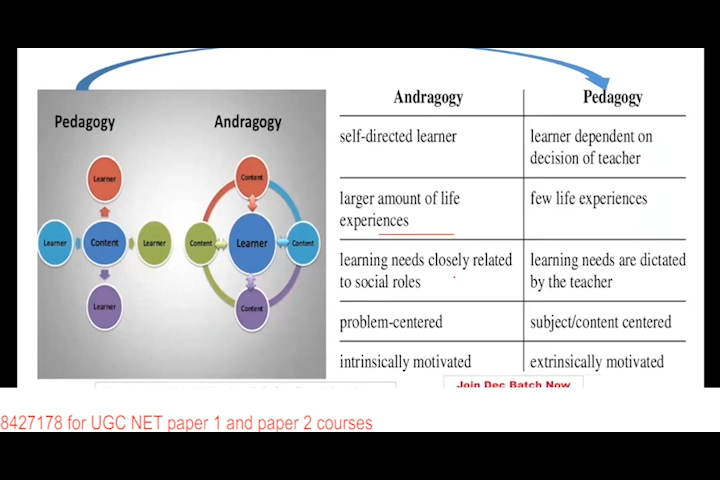 Pedagogy
Andragogy
Learner
Learner
Content
Learner
Learner
Content
Content
Learner
Content
Content
Andragogy Pedagogy
self-directed learner
learner dependent on
decision of teacher
larger amount of life
experiences
few life experiences
learning needs closely related
to social roles
learning needs are dictated
by the teacher
problem-centered
subject/content centered
intrinsically motivated
extrinsically motivated
Join Dec Batch Now
8427178 for UGC NET paper 1 and paper 2 courses